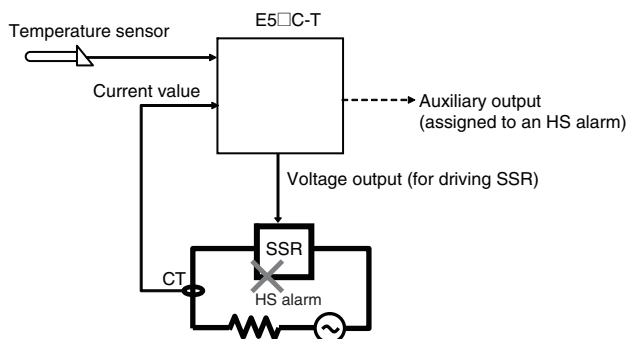 E5□C-T
Temperature sensor
Current value
Auxiliary output
(assigned to an HS alarm)
Voltage output (for driving SSR)
SSR
CT
HS alarm